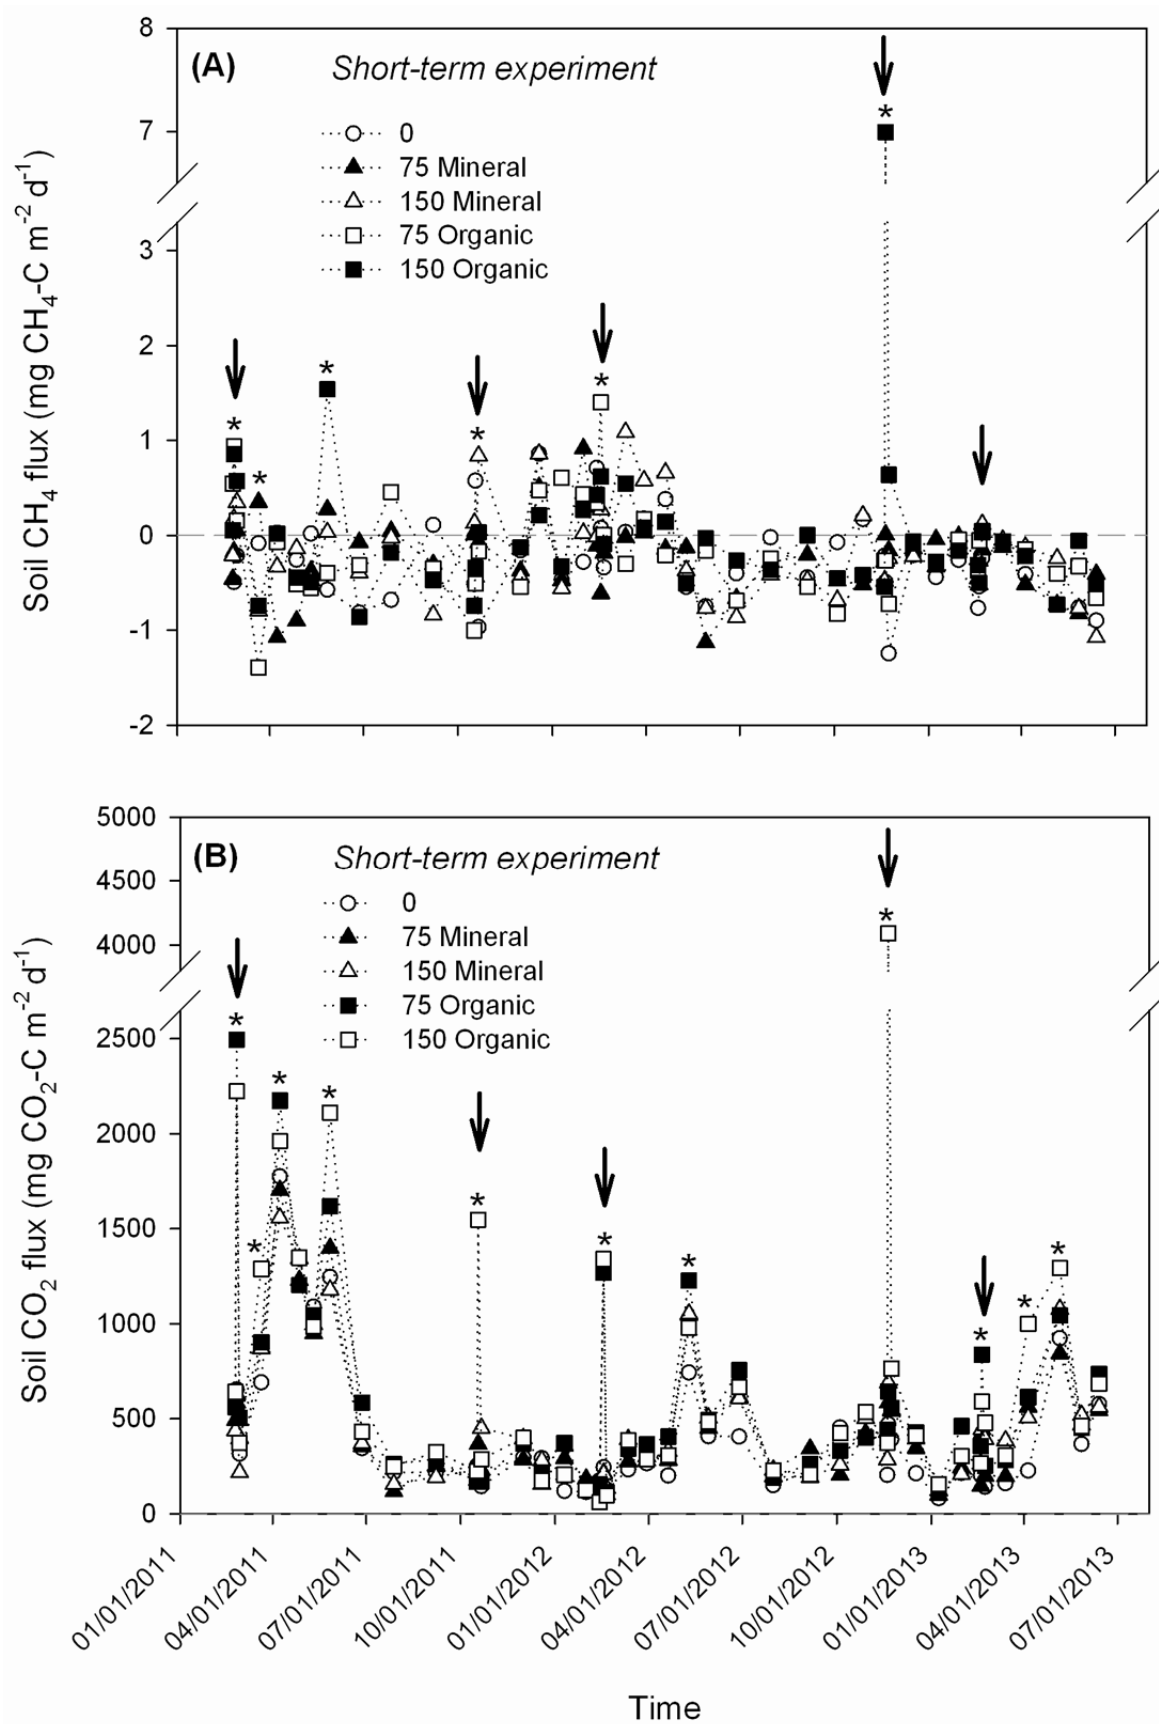 (A) Short-term experiment
0
75 Mineral
150 Mineral
75 Organic
150 Organic
8
7
3
2
1
0
-1
-2
Soil CH4 flux (mg CH4-C m-2 d-1)
* * * * * *
(B) Short-term experiment
0
75 Mineral
150 Mineral
75 Organic
150 Organic
5000
4500
4000
2500
2000
1500
1000
500
0
Soil CO2 flux (mg CO2-C m-2 d-1)
* * * * * * * * * * *
01/01/2011
04/01/2011
07/01/2011
10/01/2011
01/01/2012
04/01/2012
07/01/2012
10/01/2012
01/01/2013
04/01/2013
07/01/2013
Time